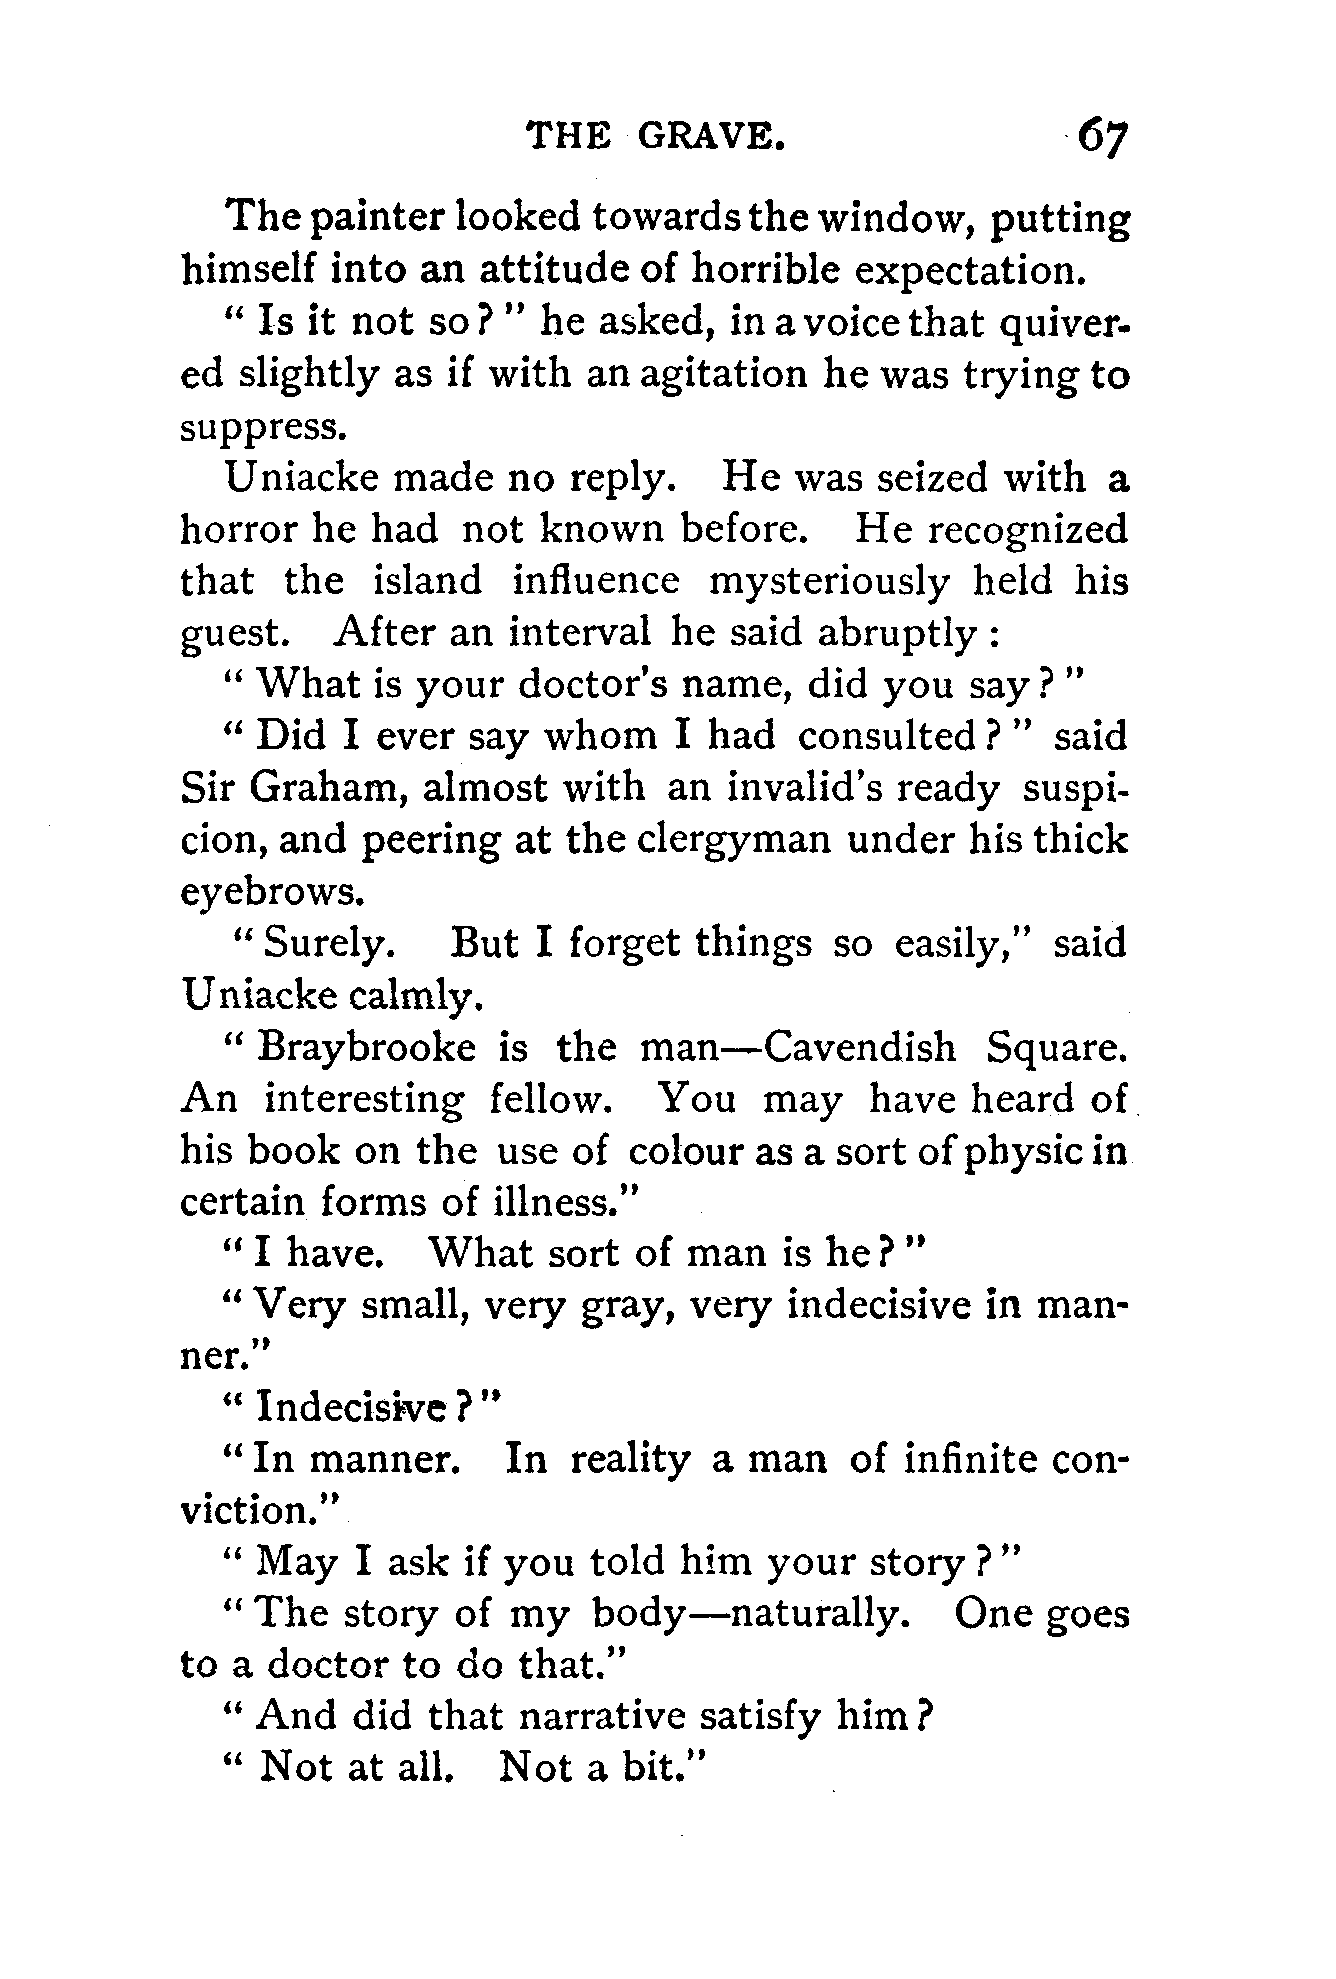 THE GRAVE. 67
The painter looked towards the window, putting
himself into an attitude of horrible expectation.
" Is it not so? " he asked, in a voice that quiver-
ed slightly as if with an agitation he was trying to
suppress.
Uniacke made no reply. He was seized with a
horror he had not known before. He recognized
that the island influence mysteriously held his
guest. After an interval he said abruptly :
" What is your doctor's name, did you say? "
" Did I ever say whom I had consulted? " said
Sir Graham, almost with an invalid's ready suspi-
cion, and peering at the clergyman under his thick
eyebrows.
" Surely. But I forget things so easily," said
Uniacke calmly.
" Braybrooke is the man—Cavendish Square.
An interesting fellow. You may have heard of
his book on the use of colour as a sort of physic in
certain forms of illness."
" I have. What sort of man is he? "
" Very small, very gray, very indecisive in man-
ner."
" Indecisive ? "
" In manner. In reality a man of infinite con-
viction."
" May I ask if you told him your story ? "
" The story of my body—naturally. One goes
to a doctor to do that."
" And did that narrative satisfy him ?
" Not at all. Not a bit."